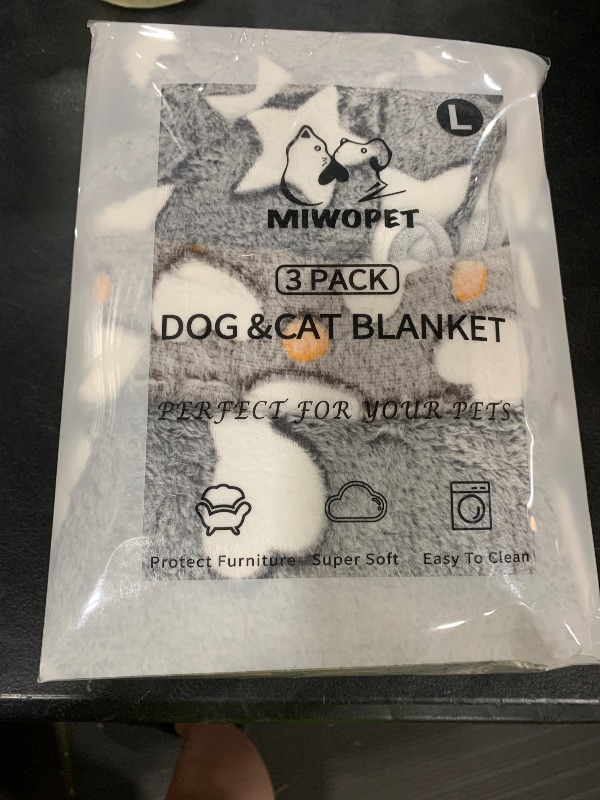 L
MIWOPET
3 PACK
DOG &CAT BLANKET
PERFECT FOR YOUR PETS
Protect Furniture Super Soft Easy To Clean